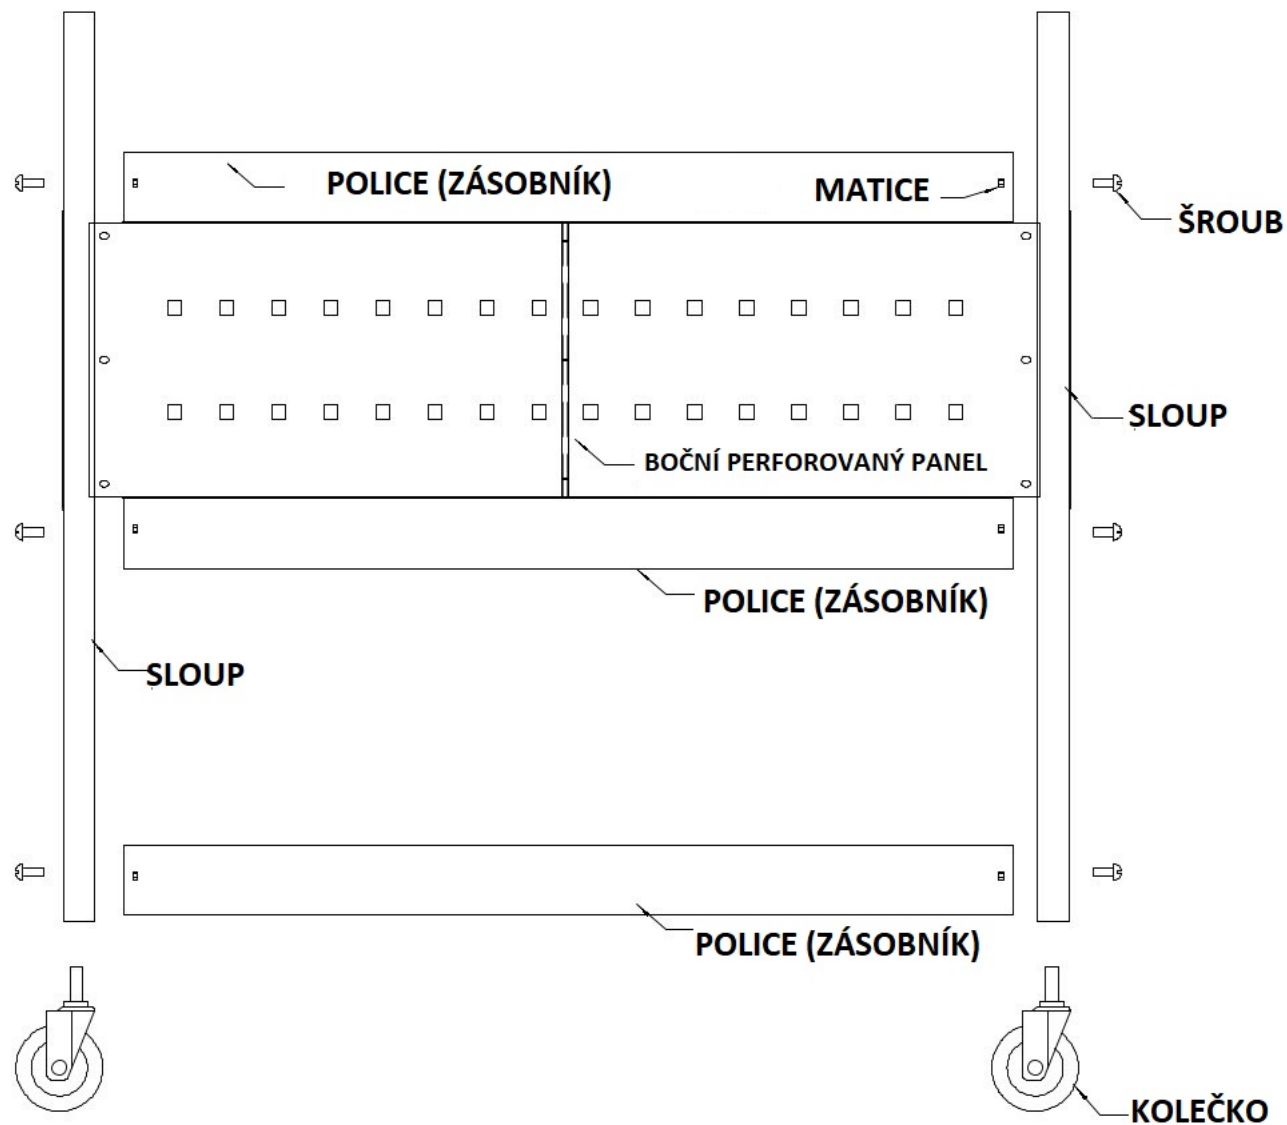 POLICE (ZÁSOBNÍK)
MATICE
ŠROUB
SLOUP
BOČNÍ PERFOROVANÝ PANEL
POLICE (ZÁSOBNÍK)
SLOUP
POLICE (ZÁSOBNÍK)
KOLEČKO